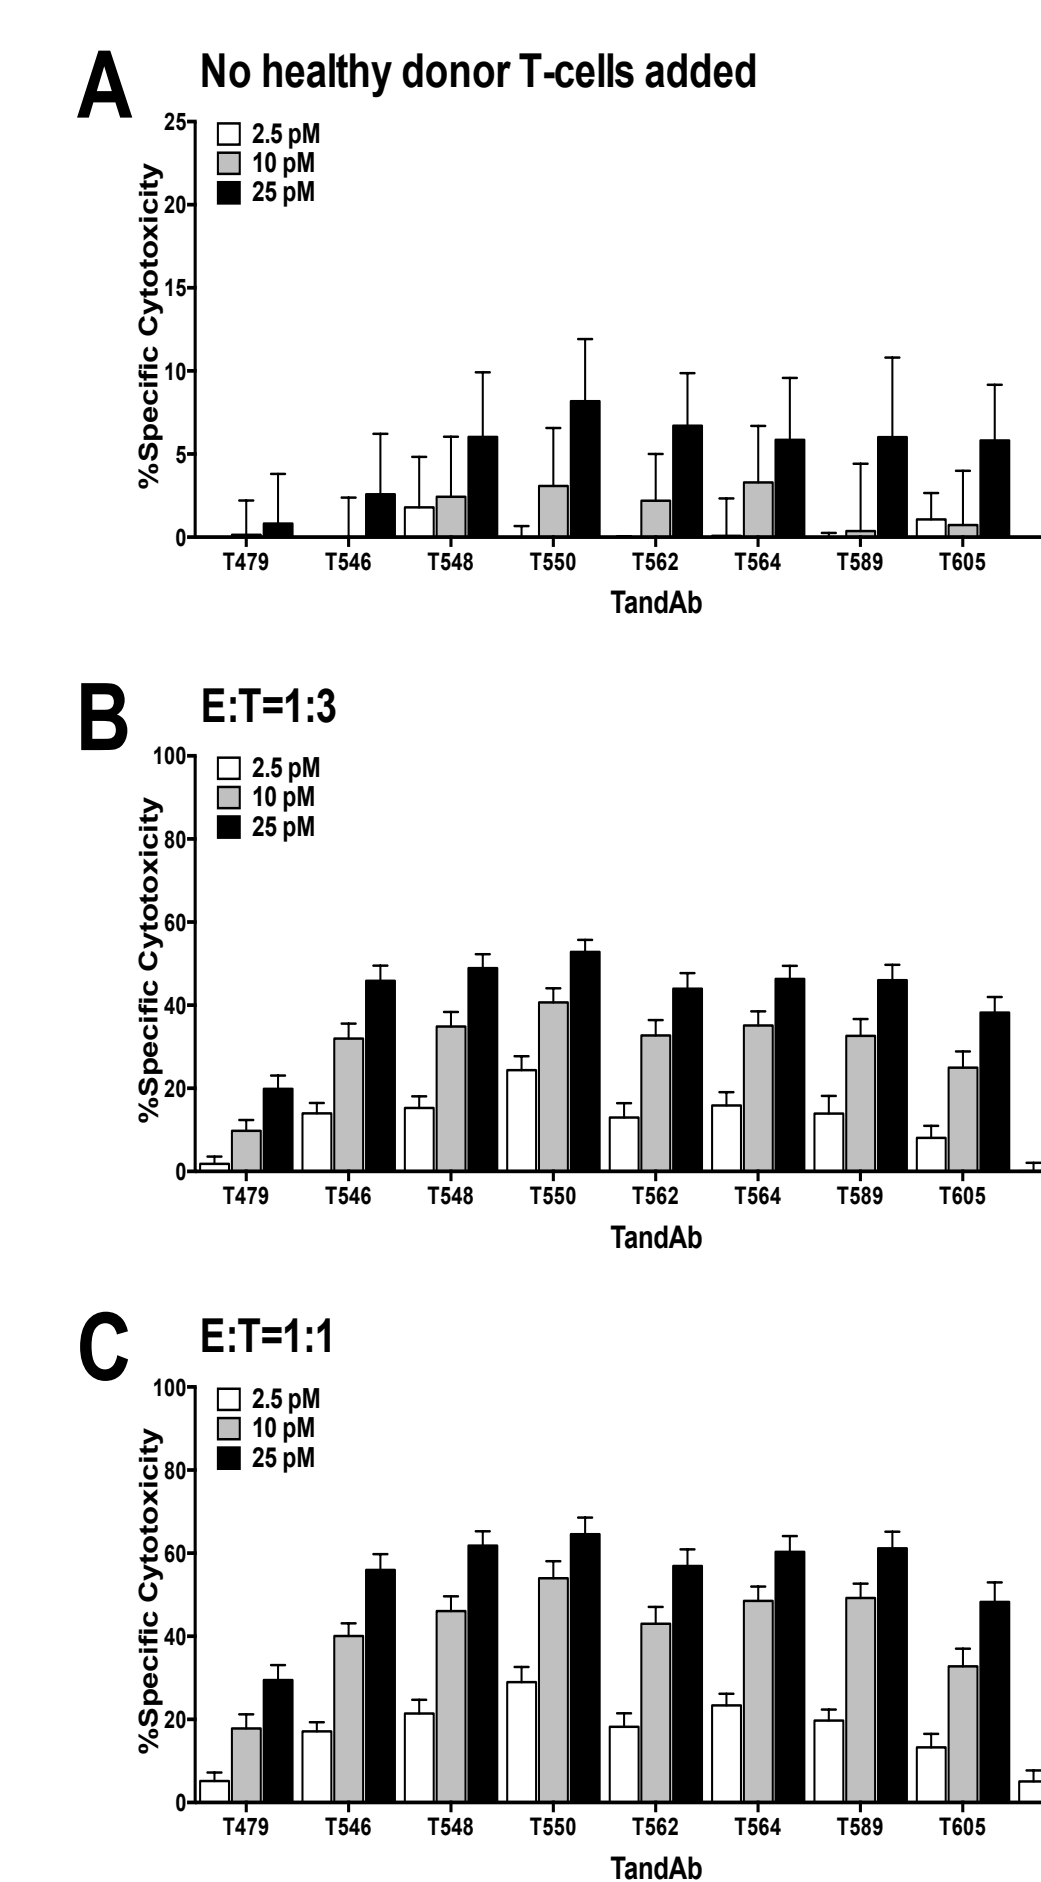 A No healthy donor T-cells added
2.5 pM
10 pM
25 pM
%Specific Cytotoxicity
25
20
15
10
5
0
T479 T546 T548 T550 T562 T564 T589 T605
TandAb
B E:T=1:3
2.5 pM
10 pM
25 pM
%Specific Cytotoxicity
100
80
60
40
20
0
T479 T546 T548 T550 T562 T564 T589 T605
TandAb
C E:T=1:1
2.5 pM
10 pM
25 pM
%Specific Cytotoxicity
100
80
60
40
20
0
T479 T546 T548 T550 T562 T564 T589 T605
TandAb